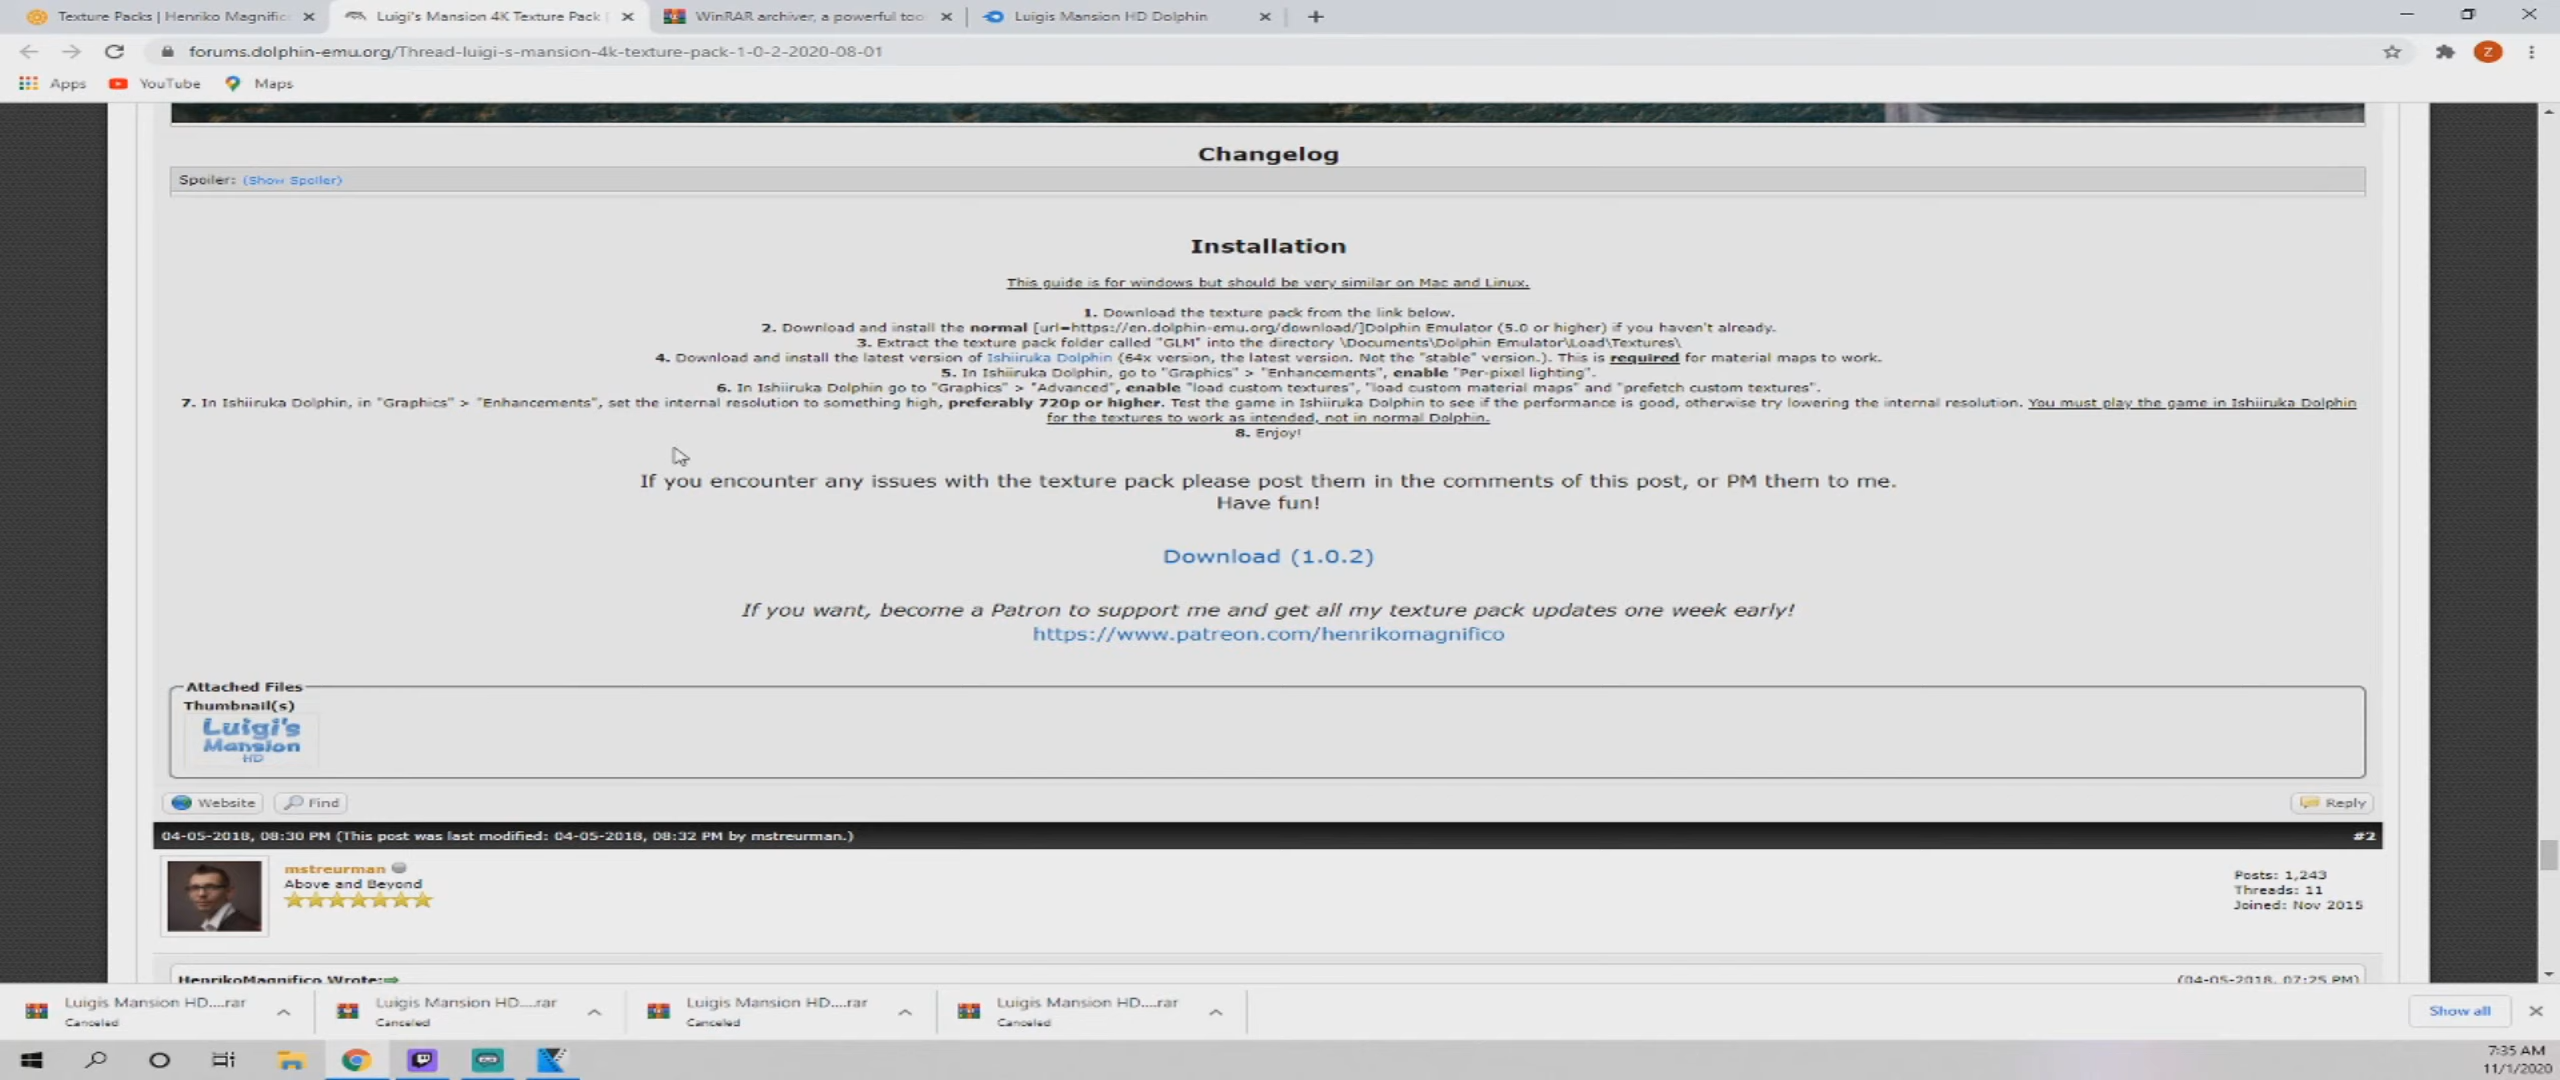 Texture Packs | Henriko Magnific
Luigi's Mansion 4K Texture Pack |
WinRAR archiver, a powerful too
Luigis Mansion HD Dolphin
forums.dolphin-emu.org/Thread-luigi-s-mansion-4k-texture-pack-1-0-2-2020-08-01
Z
Apps
YouTube
Maps
Changelog
Spoiler: (Show Spoiler)
Installation
This guide is for windows but should be very similar on Mac and Linux.
1. Download the texture pack from the link below.
2. Download and install the normal [url=https://en.dolphin-emu.org/download/]Dolphin Emulator (5.0 or higher) if you haven't already.
3. Extract the texture pack folder called "GLM" into the directory \Documents\Dolphin Emulator\Load\Textures\
4. Download and install the latest version of Ishiiruka Dolphin (64x version, the latest version. Not the "stable" version.). This is required for material maps to work.
5. In Ishiiruka Dolphin, go to "Graphics" > "Enhancements", enable "Per-pixel lighting".
6. In Ishiiruka Dolphin go to "Graphics" > "Advanced", enable "load custom textures", "load custom material maps" and "prefetch custom textures".
7. In Ishiiruka Dolphin, in "Graphics" > "Enhancements", set the internal resolution to something high, preferably 720p or higher. Test the game in Ishiiruka Dolphin to see if the performance is good, otherwise try lowering the internal resolution. You must play the game in Ishiiruka Dolphin
for the textures to work as intended, not in normal Dolphin.
8. Enjoy!
If you encounter any issues with the texture pack please post them in the comments of this post, or PM them to me.
Have fun!
Download (1.0.2)
If you want, become a Patron to support me and get all my texture pack updates one week early!
https://www.patreon.com/henrikomagnifico
Attached Files
Thumbnail(s)
Luigi's
Mansion
HD
Website
Find
Reply
04-05-2018, 08:30 PM (This post was last modified: 04-05-2018, 08:32 PM by mstreurman.)
#2
mstreurman
Above and Beyond
Posts: 1,243
Threads: 11
Joined: Nov 2015
HenrikoMagnifico Wrote:
(04-05-2018, 07:25 PM)
Luigis Mansion HD....rar
Canceled
Luigis Mansion HD....rar
Canceled
Luigis Mansion HD....rar
Canceled
Luigis Mansion HD....rar
Canceled
Show all
7:35 AM
11/1/2020